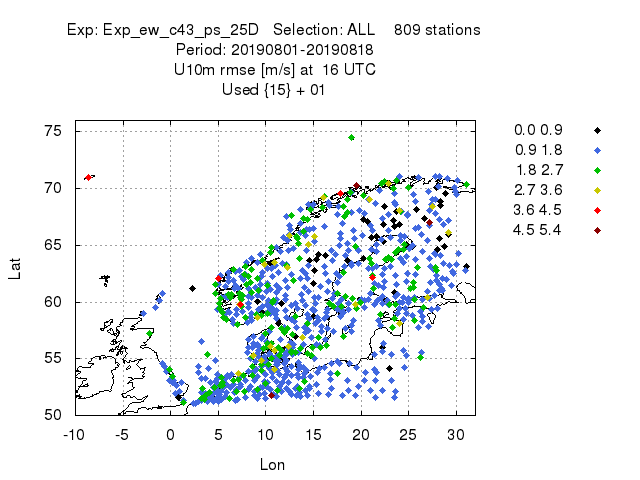 Exp: Exp_ew_c43_ps_25D Selection: ALL 809 stations
Period: 20190801-20190818
U10m rmse [m/s] at 16 UTC
Used {15} + 01
75
70
65
60
55
50
Lat
-10 -5 0 5 10 15 20 25 30
Lon
0.0 0.9
0.9 1.8
1.8 2.7
2.7 3.6
3.6 4.5
4.5 5.4